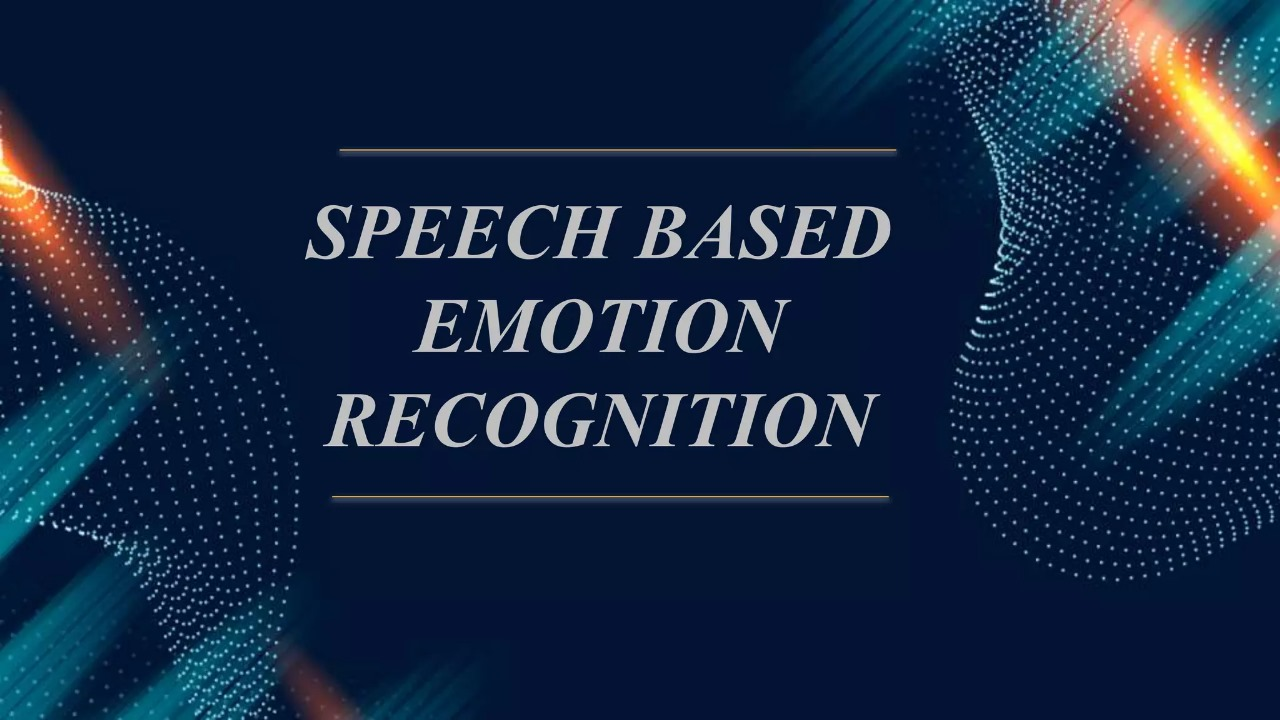 SPEECH BASED
EMOTION
RECOGNITION